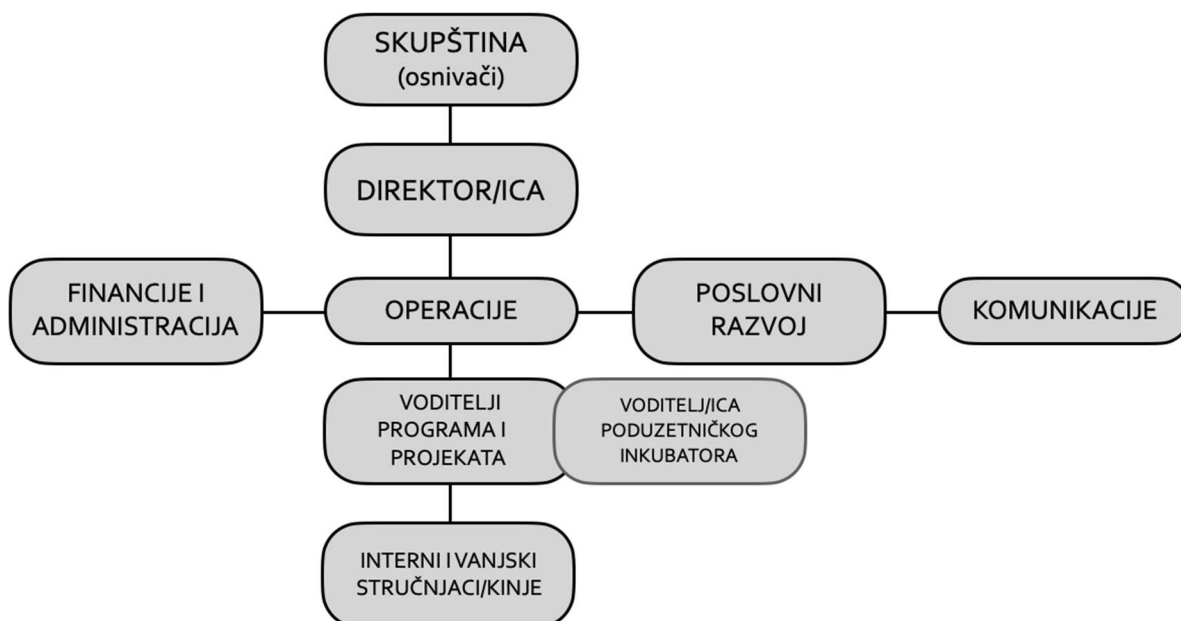 SKUPŠTINA
(osnivači)
DIREKTOR/ICA
FINANCIJE I
ADMINISTRACIJA
OPERACIJE
POSLOVNI
RAZVOJ
KOMUNIKACIJE
VODITELJI
PROGRAMA I
PROJEKATA
VODITELJ/ICA
PODUZETNIČKOG
INKUBATORA
INTERNI I VANJSKI
STRUČNJACI/KINJE